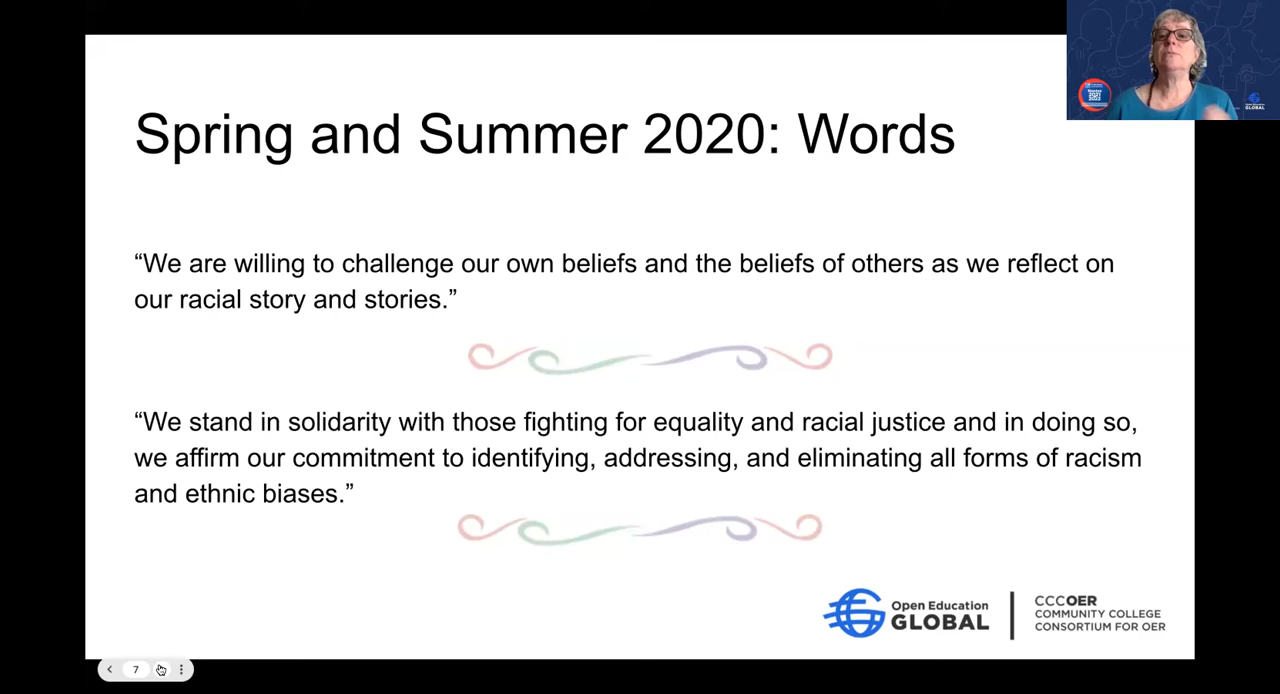 Spring and Summer 2020: Words
“We are willing to challenge our own beliefs and the beliefs of others as we reflect on
our racial story and stories.”
“We stand in solidarity with those fighting for equality and racial justice and in doing so,
we affirm our commitment to identifying, addressing, and eliminating all forms of racism
and ethnic biases.”
Open Education
GLOBAL
CCCOER
COMMUNITY COLLEGE
CONSORTIUM FOR OER
7
2021
2022
GLOBAL